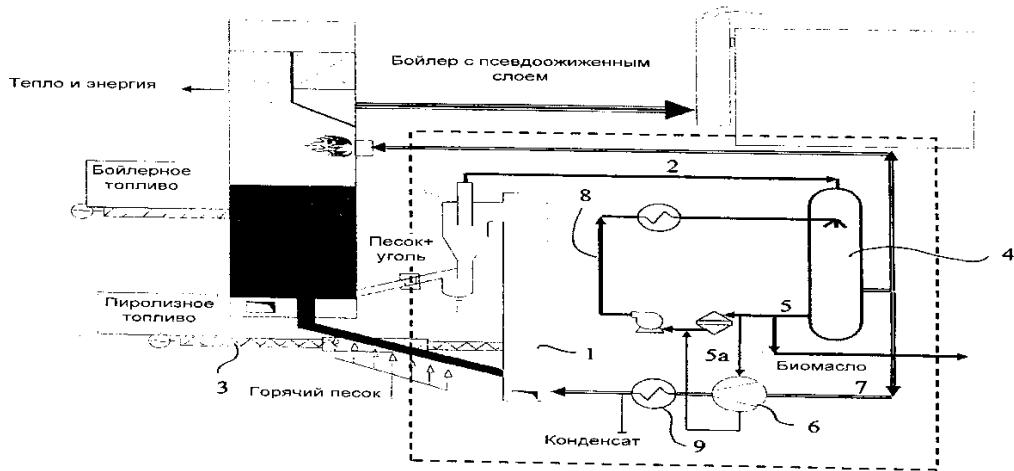 Бойлер с псевдоожиженным
слоем
Тепло и энергия
Бойлерное
топливо
2
8
4
Песок+
уголь
Пиролизное
топливо
5
5a
1
Биомасло
3
Горячий песок
7
6
9
Конденсат